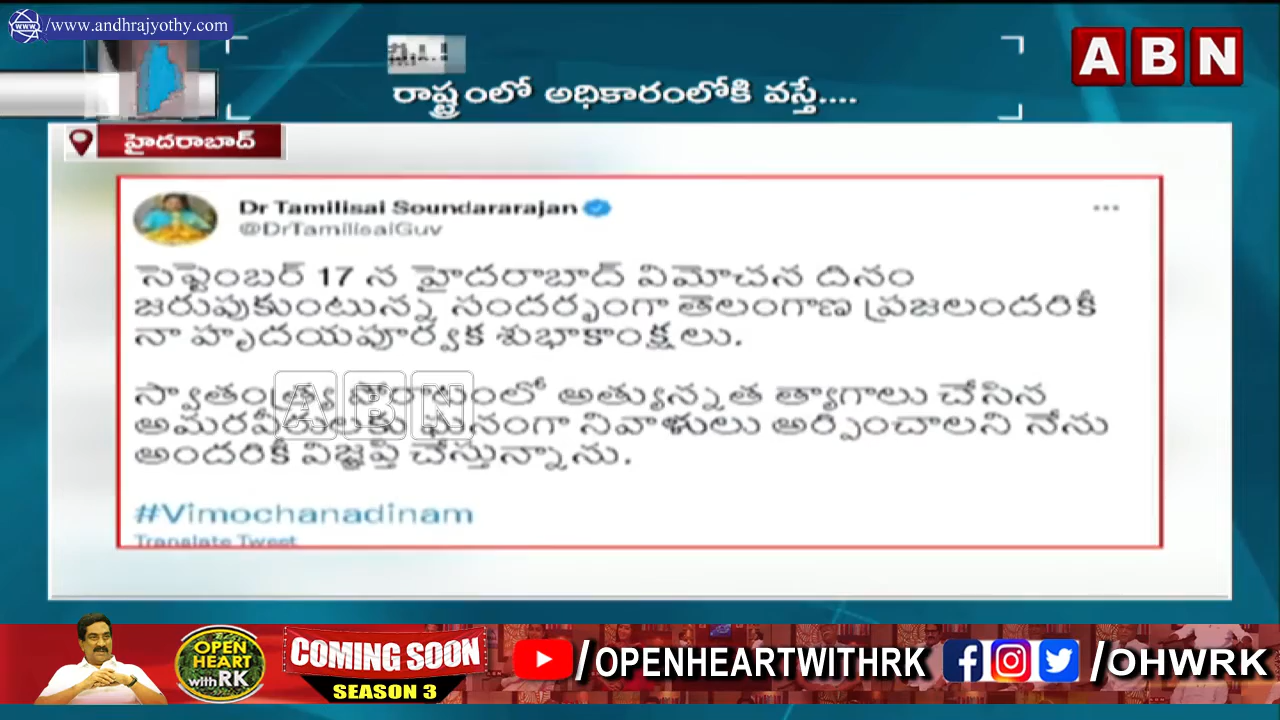 /www.andhrajyothy.com
ABN
రాష్ట్రంలో అధికారంలోకి వస్తే....
హైదరాబాద్
Dr Tamilisai Soundararajan
@DrTamilisaiGuv
సెప్టెంబర్ 17 న హైదరాబాద్ విమోచన దినం
జరుపుకుంటున్న సందర్భంగా తెలంగాణ ప్రజలందరికీ
నా హృదయపూర్వక శుభాకాంక్షలు.
స్వాతంత్ర్య పోరాటంలో అత్యున్నత త్యాగాలు చేసిన
అమరవీరులకు ఘనంగా నివాళులు అర్పించాలని నేను
అందరికీ విజ్ఞప్తి చేస్తున్నాను.
ABN
#Vimochanadinam
Translate Tweet
OPEN
HEART
with RK
COMING SOON
SEASON 3
/OPENHEARTWITHRK
/OHWRK